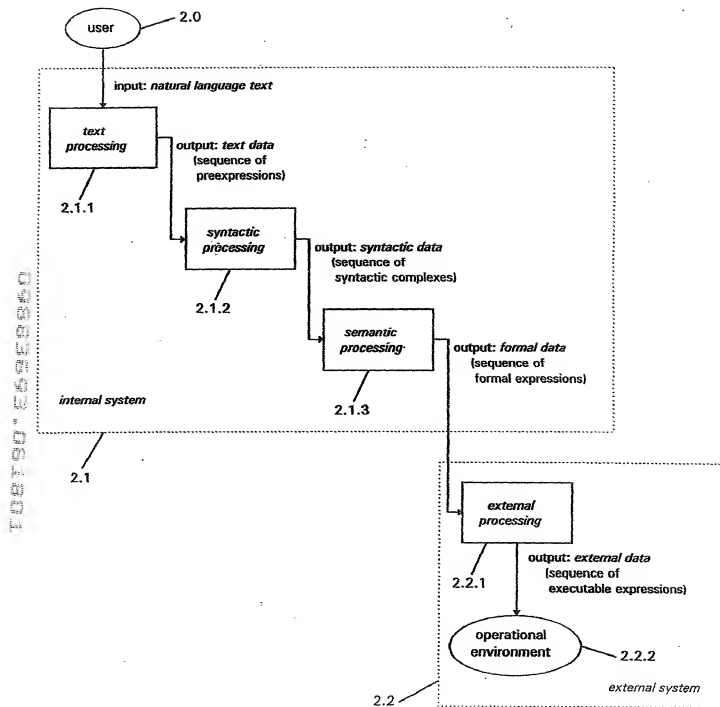 user
2.0
input: natural language text
text
processing
output: text data
(sequence of
preexpressions)
2.1.1
syntactic
processing
output: syntactic data
(sequence of
syntactic complexes)
2.1.2
semantic
processing
output: formal data
(sequence of
formal expressions)
2.1.3
internal system
2.1
external
processing
2.2.1
output: external data
(sequence of
executable expressions)
operational
environment
2.2.2
external system
2.2